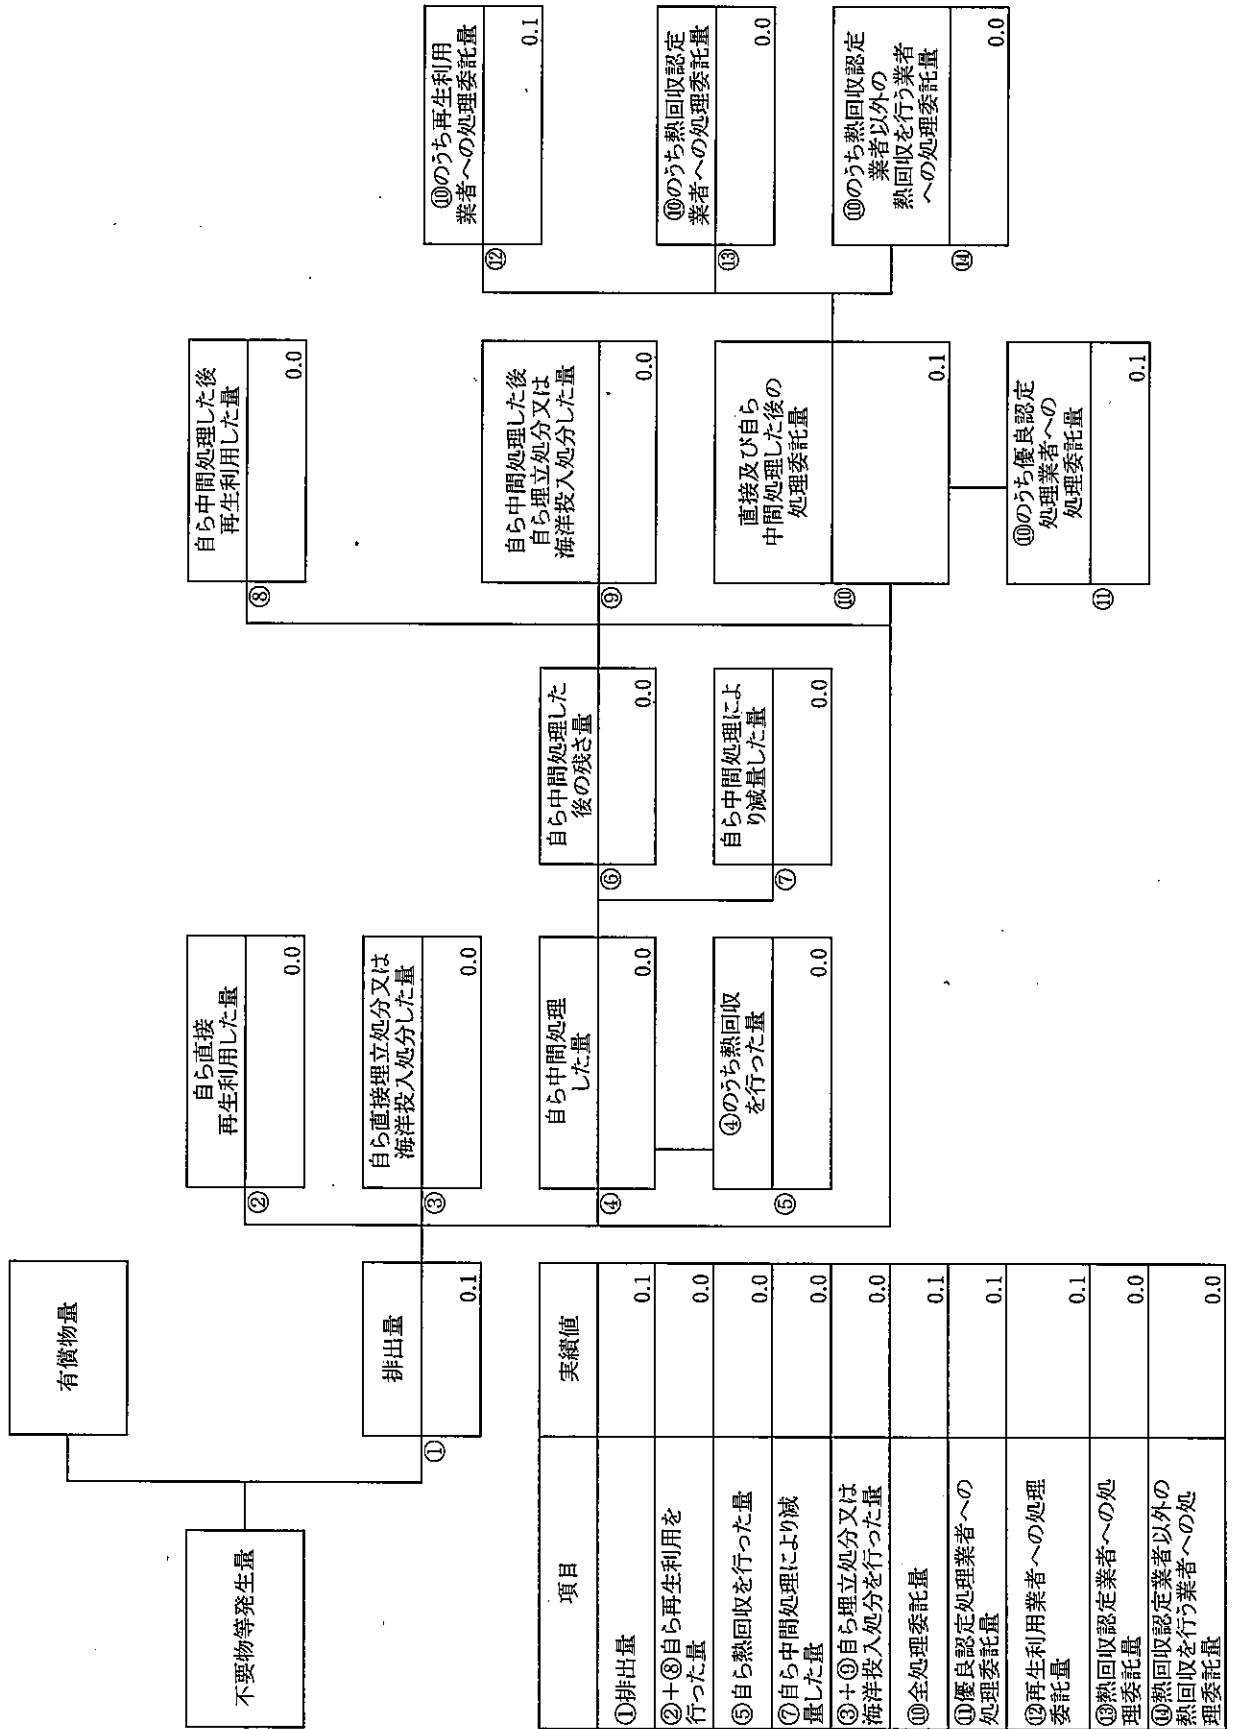 有償物量
不要物等発生量
①
排出量
0.1
②
自ら直接
再生利用した量
0.0
③
自ら直接埋立処分又は
海洋投入処分した量
0.0
④
自ら中間処理
した量
0.0
⑤
④のうち熱回収
を行った量
0.0
⑥
自ら中間処理した
後の残さ量
0.0
⑦
自ら中間処理によ
り減量した量
0.0
⑧
自ら中間処理した後
再生利用した量
0.0
⑨
自ら中間処理した後
自ら埋立処分又は
海洋投入処分した量
0.0
⑩
直接及び自ら
中間処理した後の
処理委託量
0.1
⑪
⑩のうち優良認定
処理業者への
処理委託量
0.1
⑫
⑩のうち再生利用
業者への処理委託量
0.1
⑬
⑩のうち熱回収認定
業者への処理委託量
0.0
⑭
⑩のうち熱回収認定
業者以外の
熱回収を行う業者
への処理委託量
0.0
項目 実績値
①排出量 0.1
②+⑧自ら再生利用を
行った量 0.0
⑤自ら熱回収を行った量 0.0
⑦自ら中間処理により減
量した量 0.0
③+⑨自ら埋立処分又は
海洋投入処分を行った量 0.0
⑩全処理委託量 0.1
⑪優良認定処理業者への
処理委託量 0.1
⑫再生利用業者への処理
委託量 0.1
⑬熱回収認定業者への処
理委託量 0.0
⑭熱回収認定業者以外の
熱回収を行う業者への処
理委託量 0.0